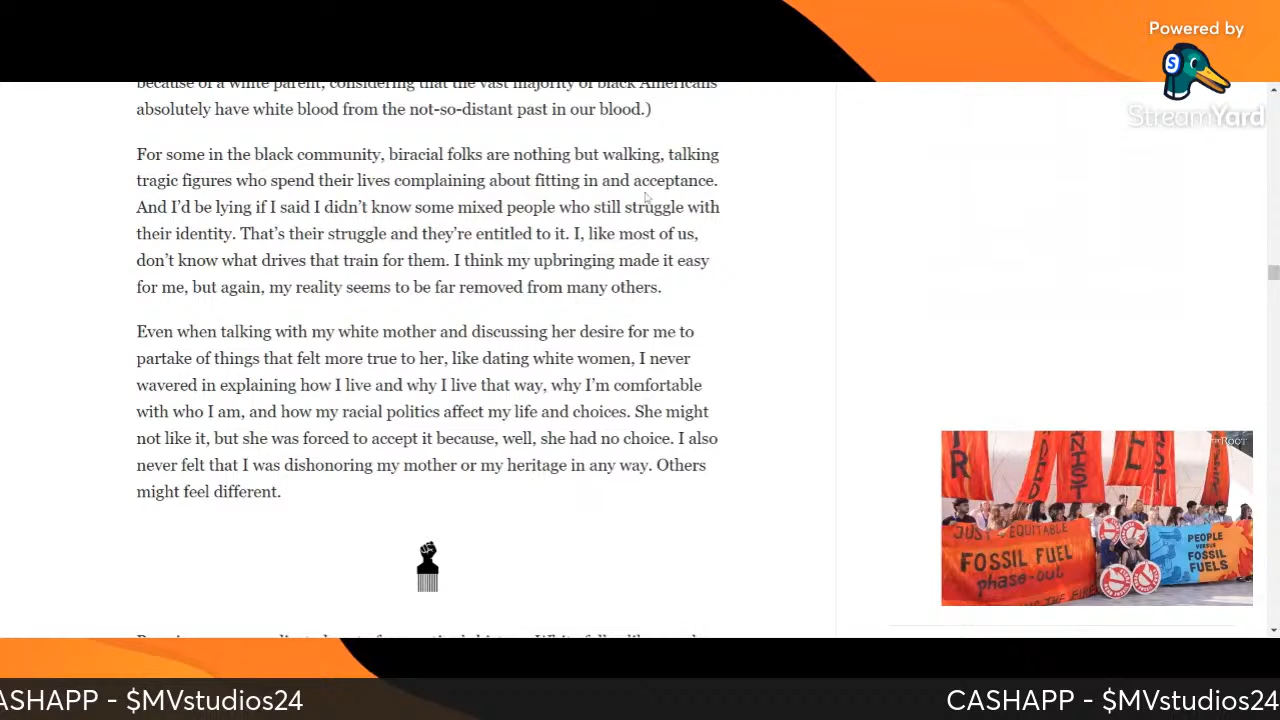 Powered by
StreamYard
because of a white parent, considering that the vast majority of black Americans
absolutely have white blood from the not-so-distant past in our blood.)
For some in the black community, biracial folks are nothing but walking, talking
tragic figures who spend their lives complaining about fitting in and acceptance.
And I’d be lying if I said I didn’t know some mixed people who still struggle with
their identity. That’s their struggle and they’re entitled to it. I, like most of us,
don’t know what drives that train for them. I think my upbringing made it easy
for me, but again, my reality seems to be far removed from many others.
Even when talking with my white mother and discussing her desire for me to
partake of things that felt more true to her, like dating white women, I never
wavered in explaining how I live and why I live that way, why I’m comfortable
with who I am, and how my racial politics affect my life and choices. She might
not like it, but she was forced to accept it because, well, she had no choice. I also
never felt that I was dishonoring my mother or my heritage in any way. Others
might feel different.
ROOT
JUST EQUITABLE
FOSSIL FUEL
phase-out
PEOPLE
VERSUS
FOSSIL
FUELS
ASHAPP - $MVstudios24
CASHAPP - $MVstudios24